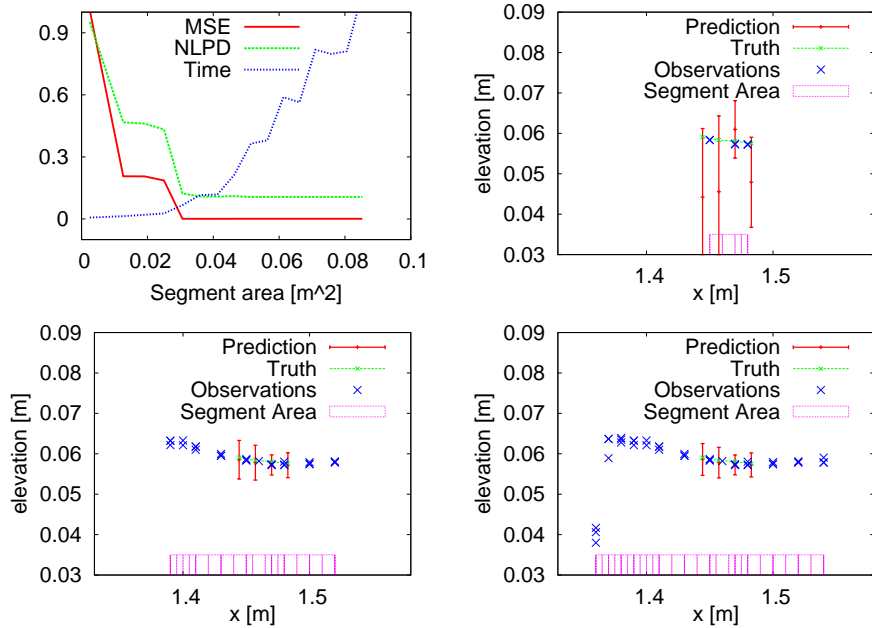 MSE
NLPD
Time
0.9
0.6
0.3
0
0
0.02
0.04
0.06
0.08
0.1
Segment area [m^2]
Prediction
Truth
Observations
Segment Area
0.09
0.08
0.07
0.06
0.05
0.04
0.03
elevation [m]
1.4
1.5
x [m]
Prediction
Truth
Observations
Segment Area
0.09
0.08
0.07
0.06
0.05
0.04
0.03
elevation [m]
1.4
1.5
x [m]
Prediction
Truth
Observations
Segment Area
0.09
0.08
0.07
0.06
0.05
0.04
0.03
elevation [m]
1.4
1.5
x [m]